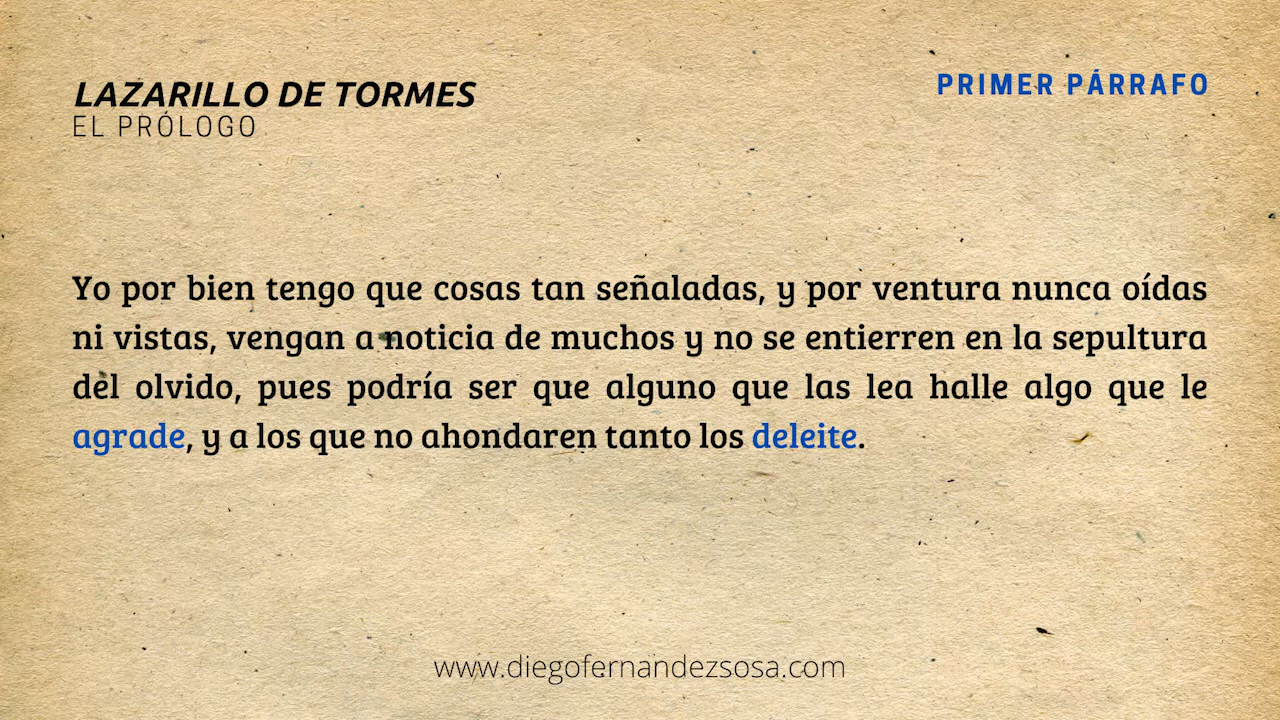 LAZARILLO DE TORMES
EL PRÓLOGO
PRIMER PÁRRAFO
Yo por bien tengo que cosas tan señaladas, y por ventura nunca oídas
ni vistas, vengan a noticia de muchos y no se entierren en la sepultura
del olvido, pues podría ser que alguno que las lea halle algo que le
agrade, y a los que no ahondaren tanto los deleite.
www.diegofernandezsosa.com